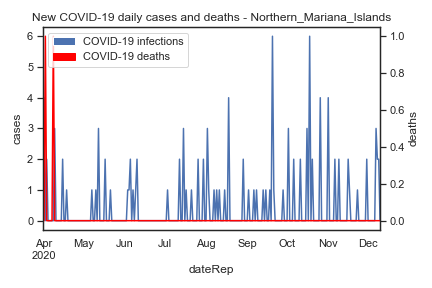 New COVID-19 daily cases and deaths - Northern_Mariana_Islands
COVID-19 infections
COVID-19 deaths
6
5
4
3
2
1
0
cases
1.0
0.8
0.6
0.4
0.2
0.0
deaths
Apr May Jun Jul Aug Sep Oct Nov Dec
2020
dateRep